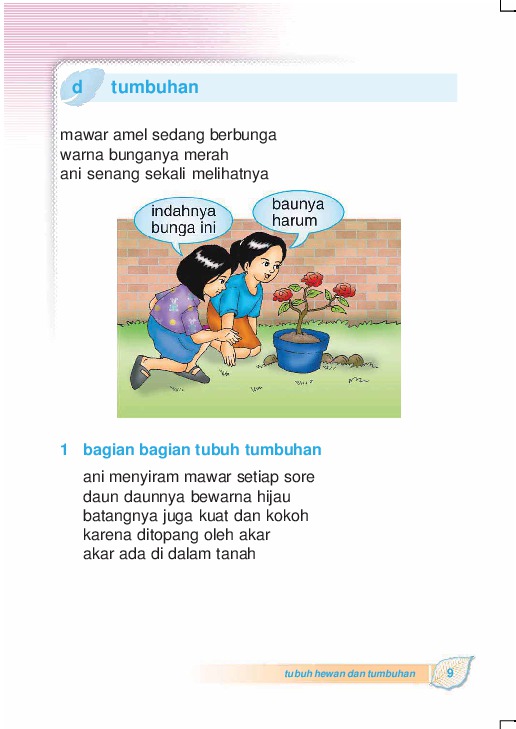 d tumbuhan
mawar amel sedang berbunga
warna bunganya merah
ani senang sekali melihatnya
indahnya
bunga ini
baunya
harum
1 bagian bagian tubuh tumbuhan
ani menyiram mawar setiap sore
daun daunnya bewarna hijau
batangnya juga kuat dan kokoh
karena ditopang oleh akar
akar ada di dalam tanah
tubuh hewan dan tumbuhan 9